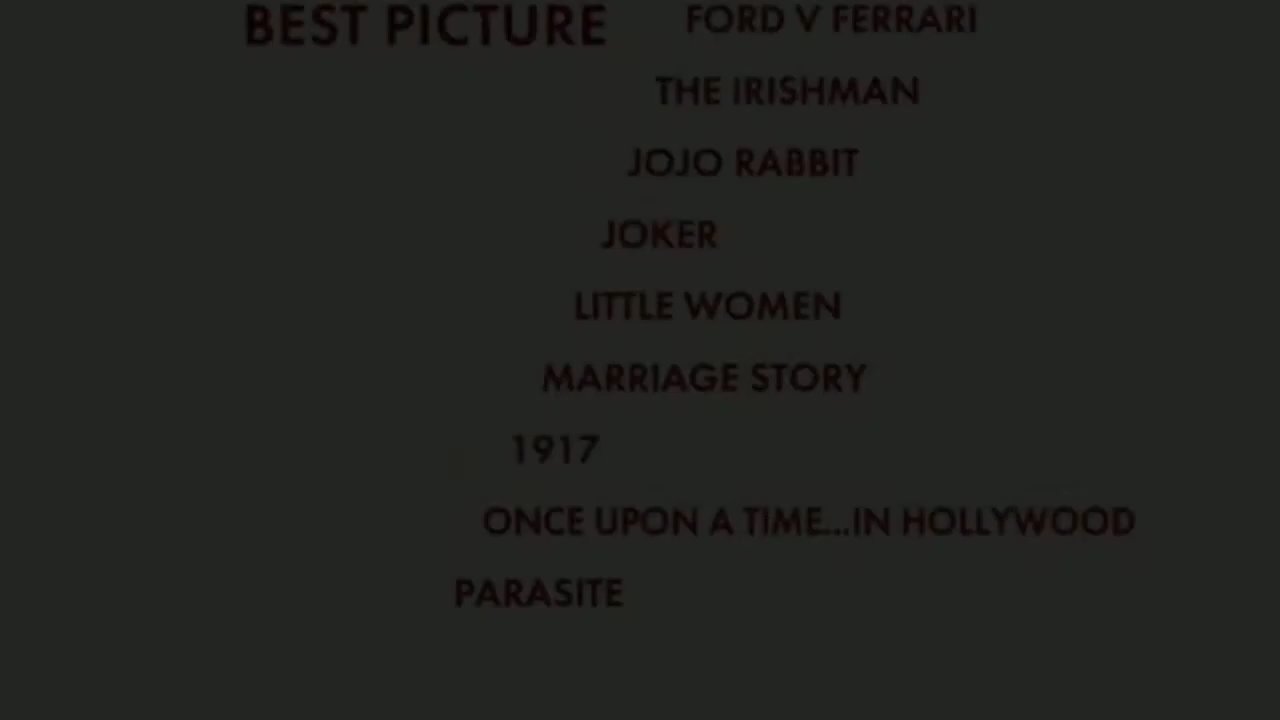 BEST PICTURE FORD V FERRARI
THE IRISHMAN
JOJO RABBIT
JOKER
LITTLE WOMEN
MARRIAGE STORY
1917
ONCE UPON A TIME...IN HOLLYWOOD
PARASITE